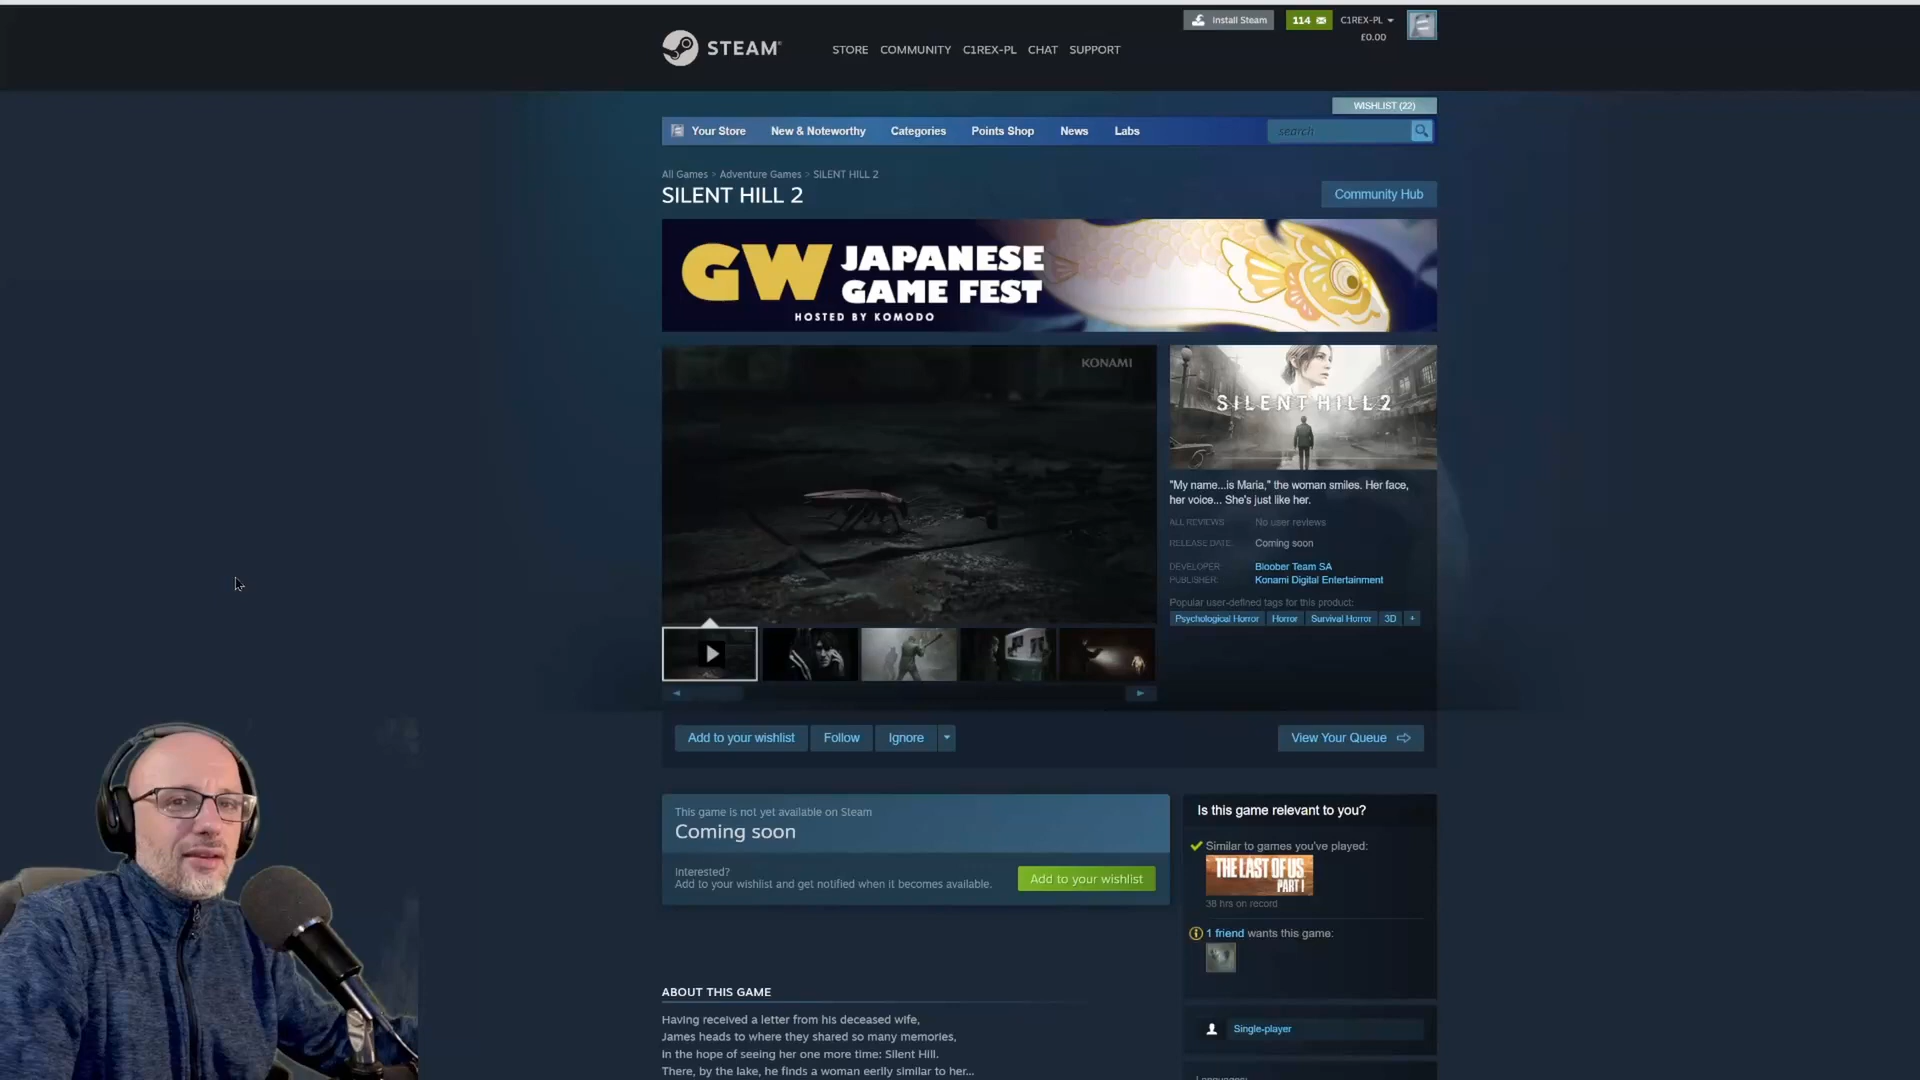 Install Steam
114
C1REX-PL
£0.00
STEAM
STORE COMMUNITY C1REX-PL CHAT SUPPORT
WISHLIST (22)
Your Store New & Noteworthy Categories Points Shop News Labs
search
All Games > Adventure Games > SILENT HILL 2
SILENT HILL 2
Community Hub
GW JAPANESE
GAME FEST
HOSTED BY KOMODO
KONAMI
SILENT HILL 2
"My name...is Maria," the woman smiles. Her face,
her voice... She's just like her.
ALL REVIEWS: No user reviews
RELEASE DATE: Coming soon
DEVELOPER: Bloober Team SA
PUBLISHER: Konami Digital Entertainment
Popular user-defined tags for this product:
Psychological Horror Horror Survival Horror 3D +
Add to your wishlist Follow Ignore
View Your Queue
This game is not yet available on Steam
Coming soon
Interested?
Add to your wishlist and get notified when it becomes available.
Add to your wishlist
Is this game relevant to you?
Similar to games you've played:
THE LAST OF US
PART I
38 hrs on record
1 friend wants this game:
Single-player
ABOUT THIS GAME
Having received a letter from his deceased wife,
James heads to where they shared so many memories,
in the hope of seeing her one more time: Silent Hill.
There, by the lake, he finds a woman eerily similar to her...